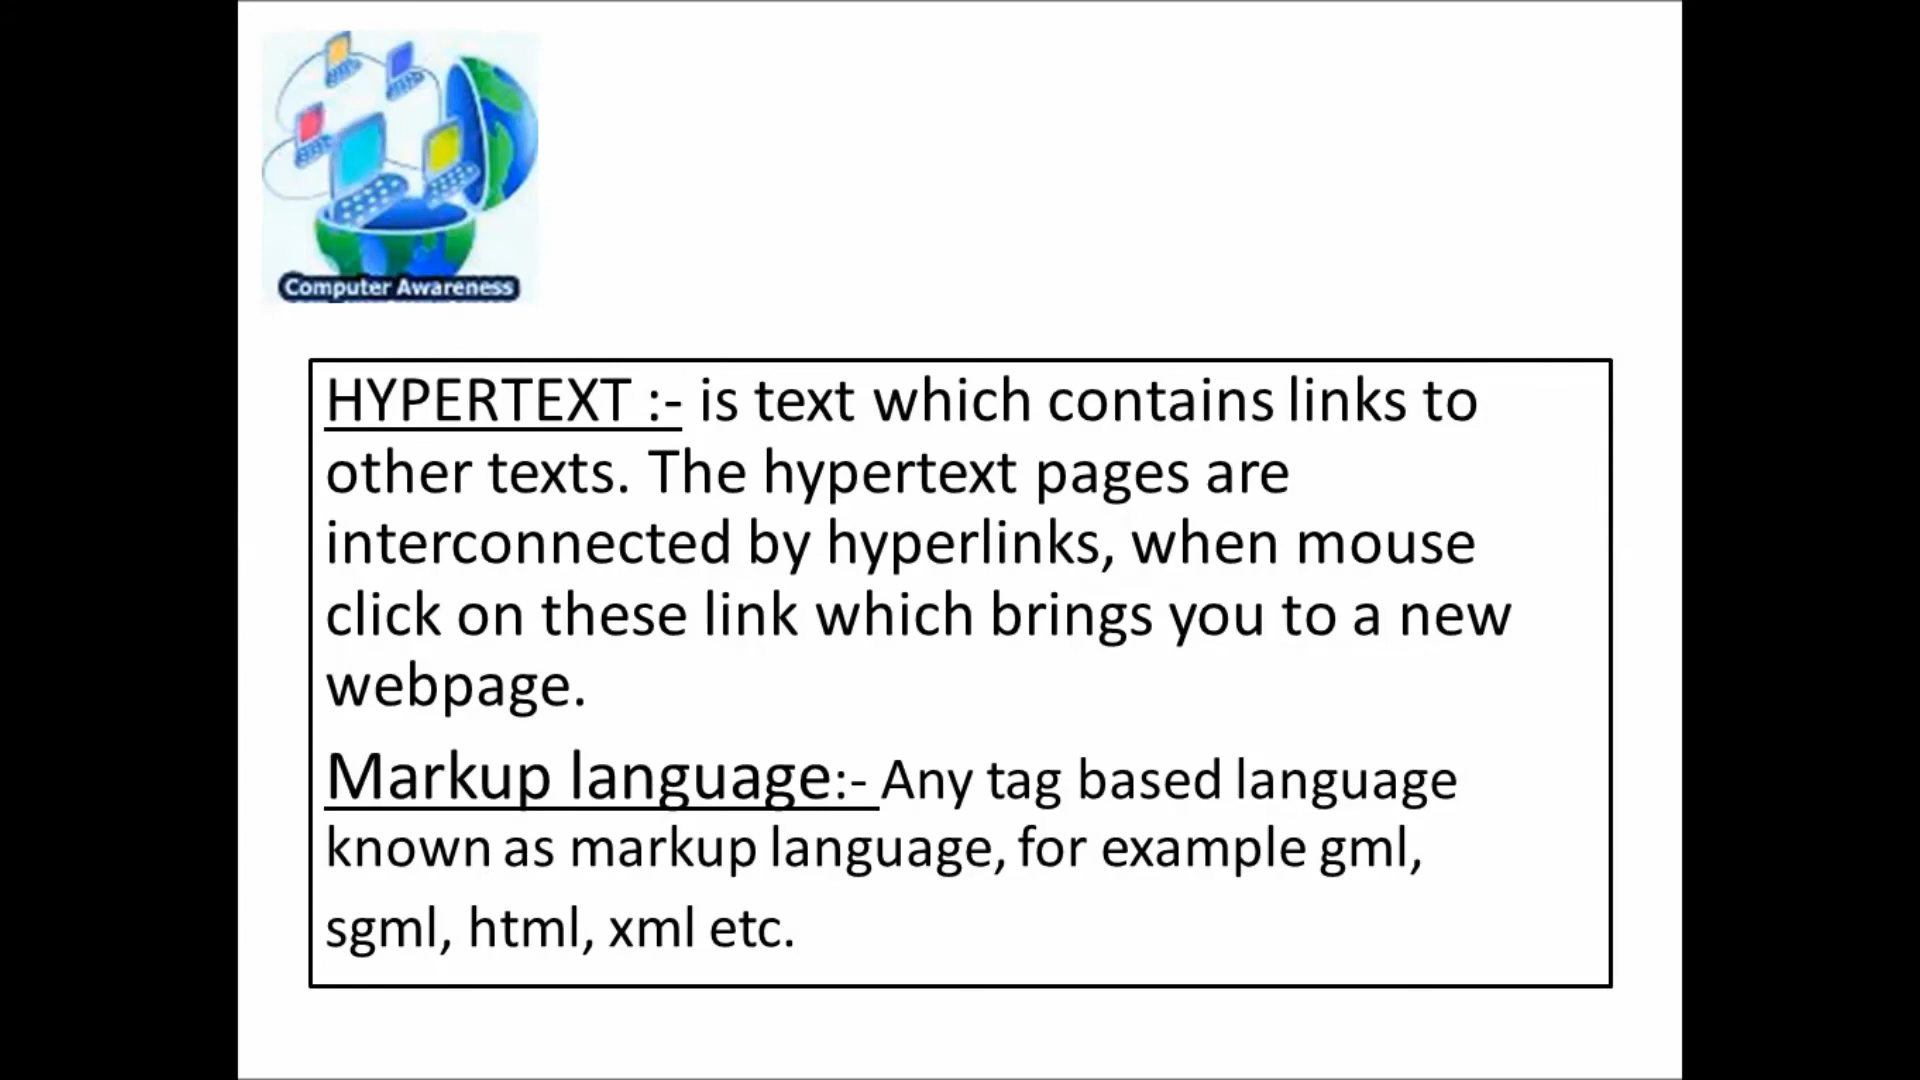 Computer Awareness
HYPERTEXT :- is text which contains links to
other texts. The hypertext pages are
interconnected by hyperlinks, when mouse
click on these link which brings you to a new
webpage.
Markup language:- Any tag based language
known as markup language, for example gml,
sgml, html, xml etc.